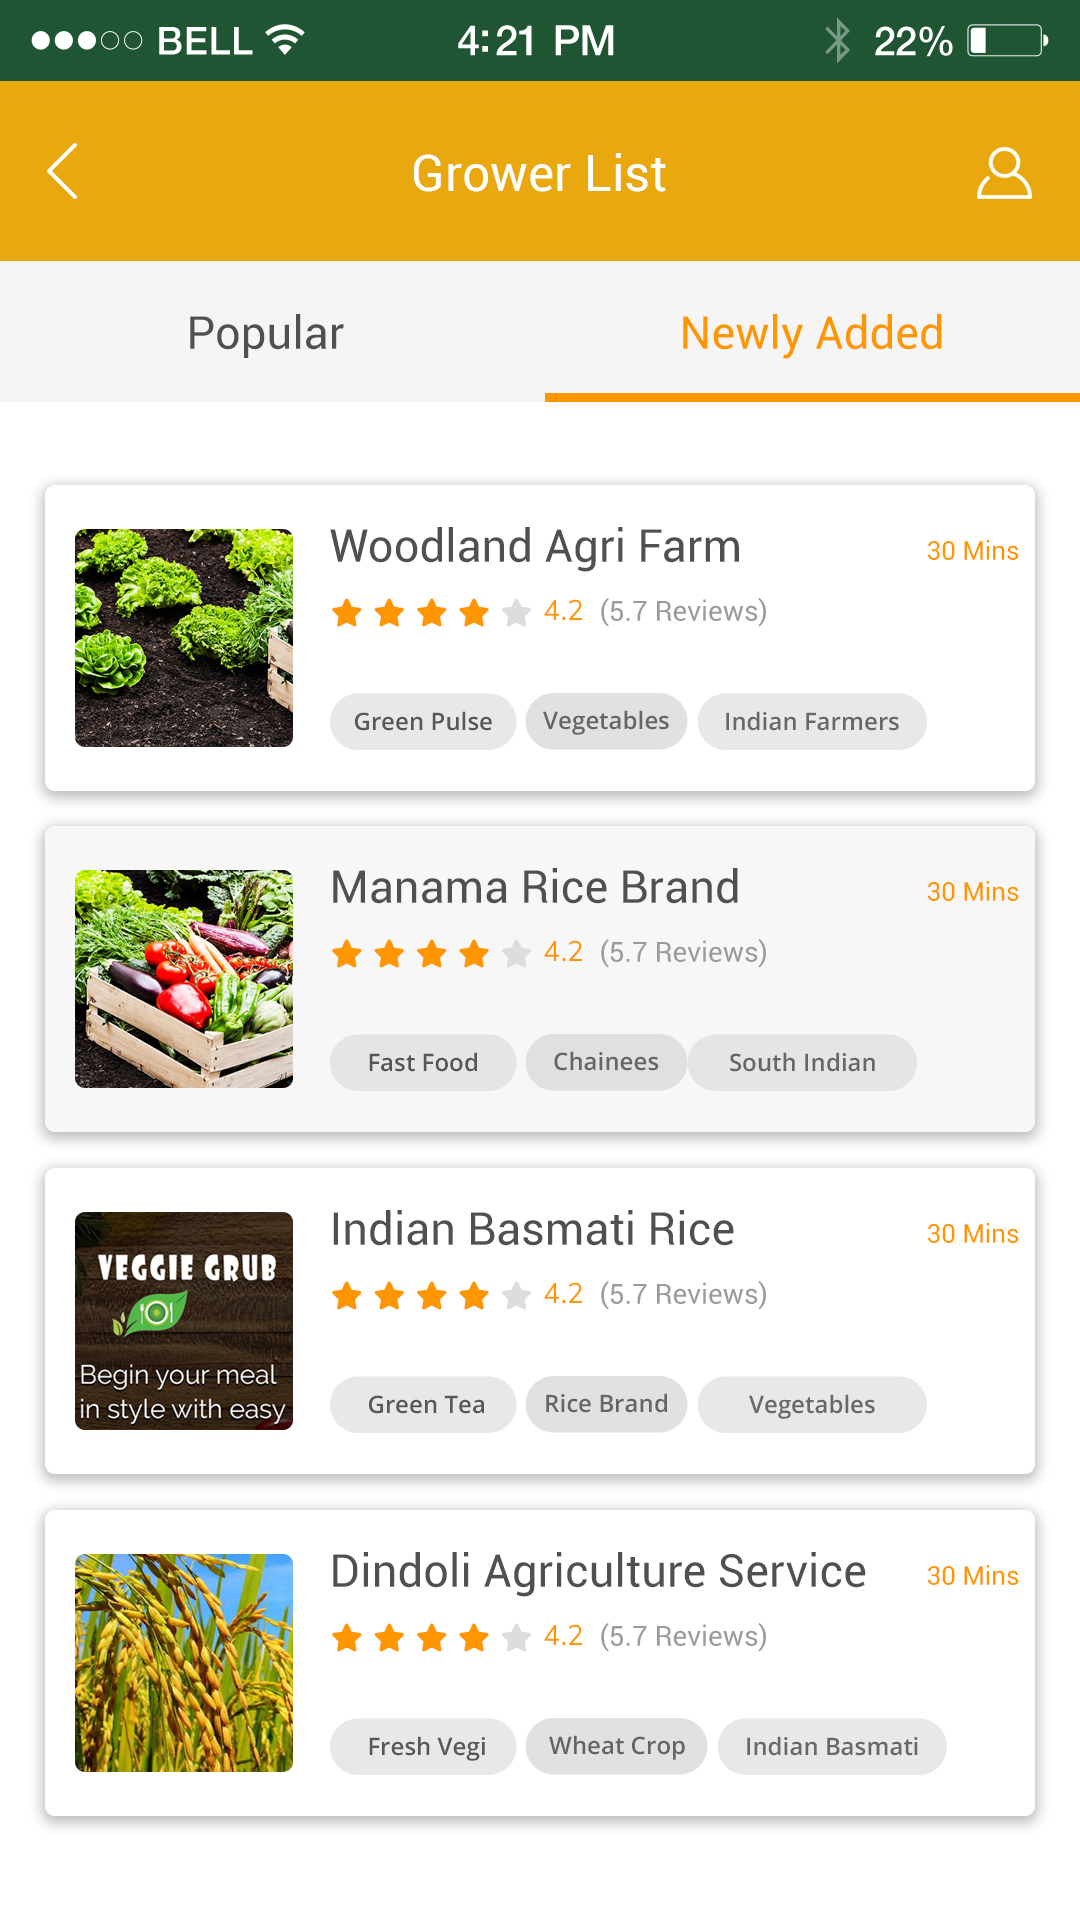 BELL 4:21 PM 22%
Grower List
Popular Newly Added
Woodland Agri Farm 30 Mins
4.2 (5.7 Reviews)
Green Pulse Vegetables Indian Farmers
Manama Rice Brand 30 Mins
4.2 (5.7 Reviews)
Fast Food Chainees South Indian
Indian Basmati Rice 30 Mins
4.2 (5.7 Reviews)
VEGGIE GRUB
Begin your meal
in style with easy
Green Tea Rice Brand Vegetables
Dindoli Agriculture Service 30 Mins
4.2 (5.7 Reviews)
Fresh Vegi Wheat Crop Indian Basmati